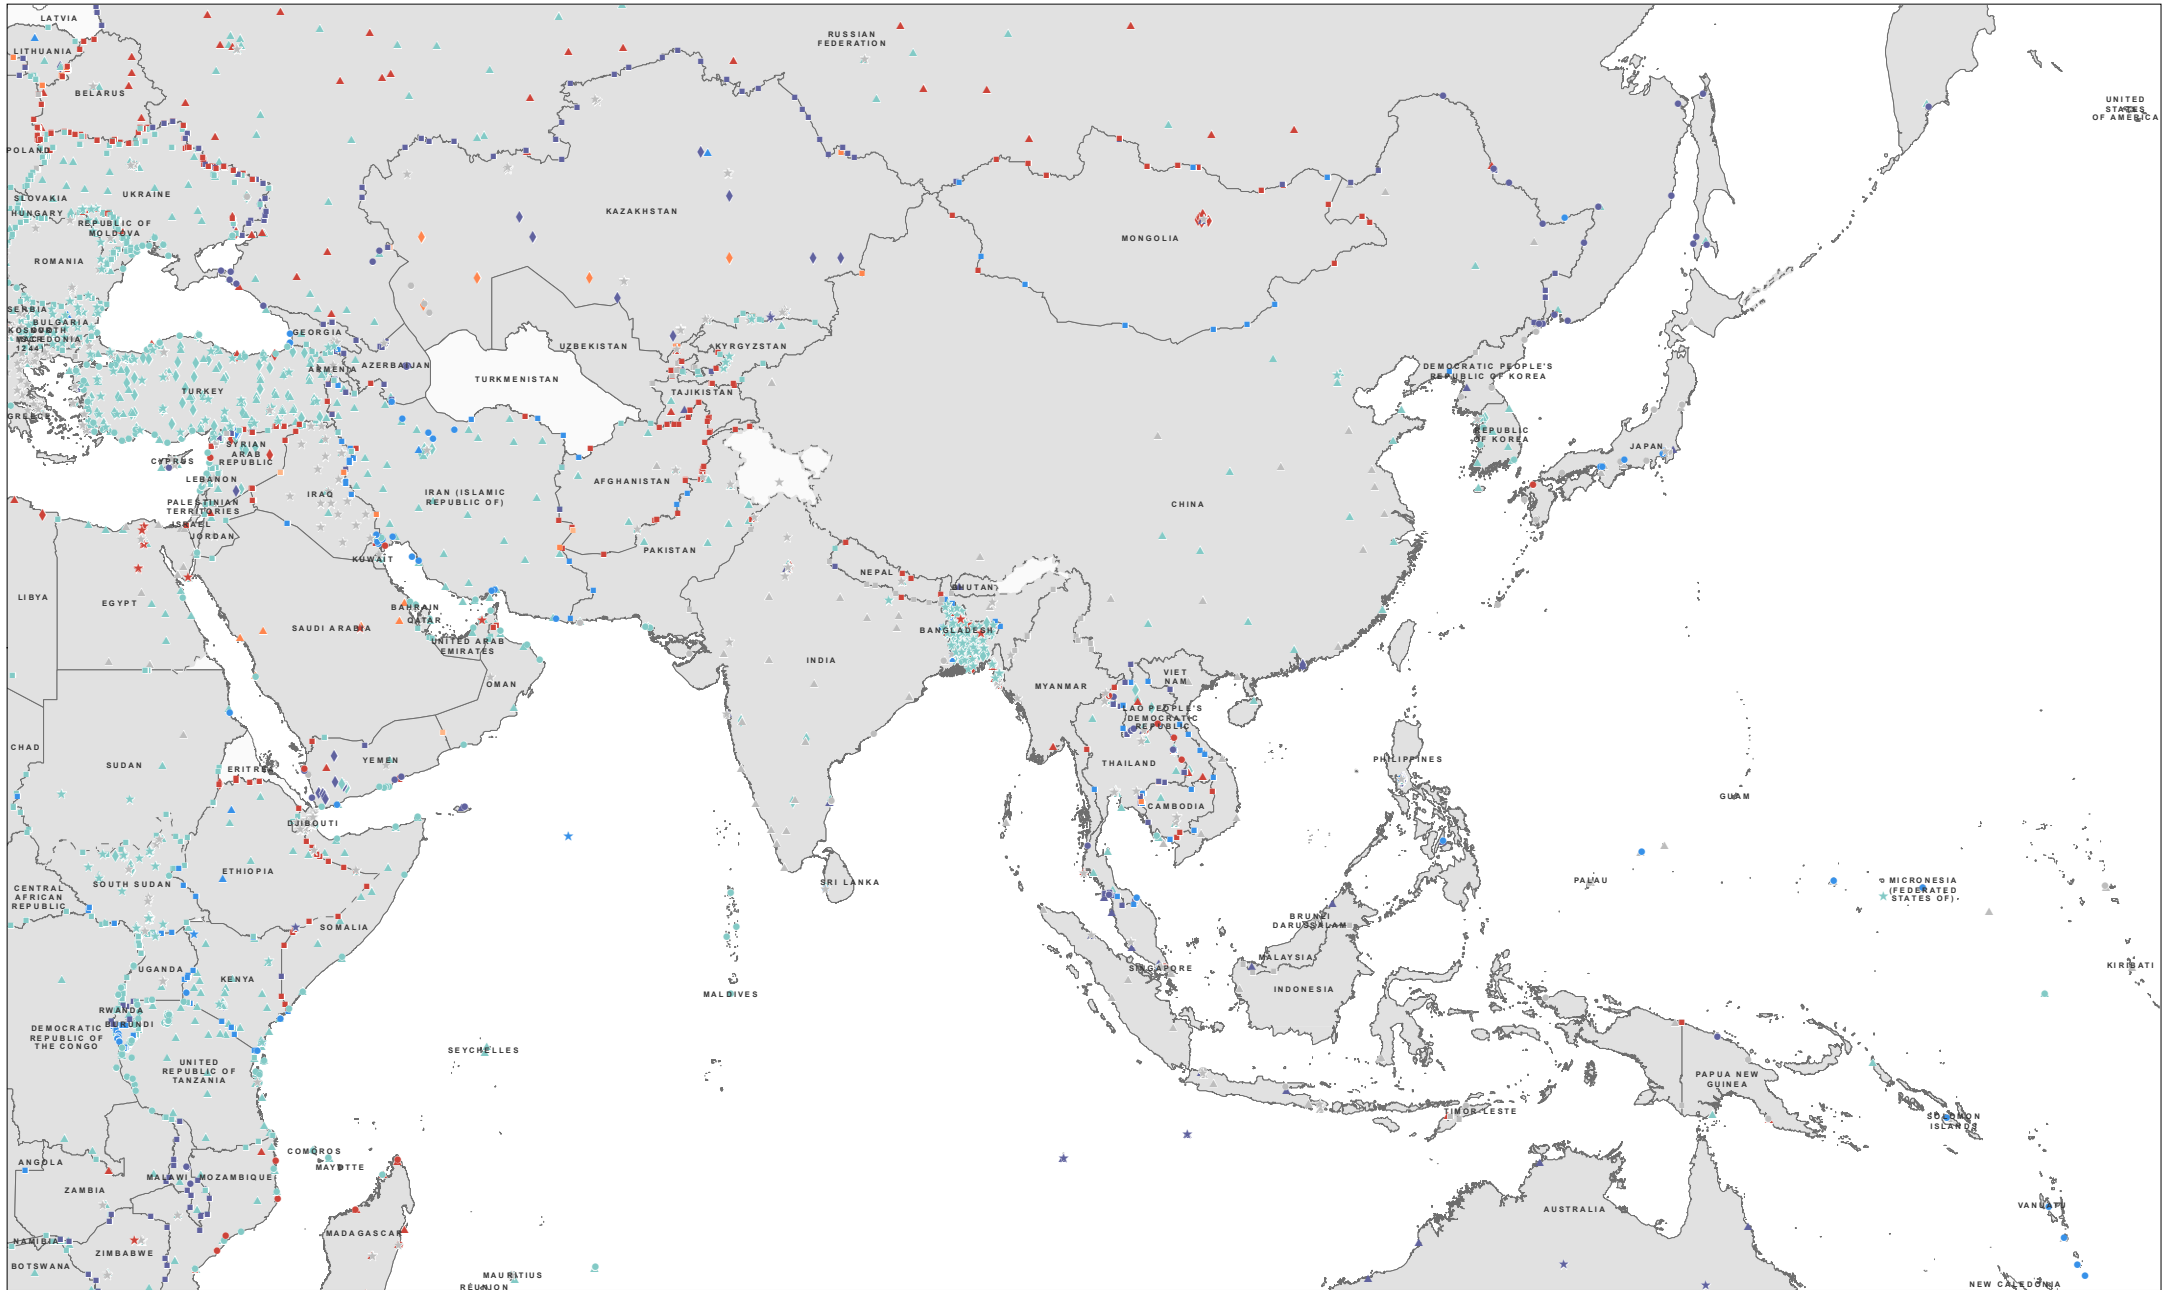 LATVIA
RUSSIAN
FEDERATION
LITHUANIA
BELARUS
UNITED
STATES
OF AMERICA
POLAND
UKRAINE
SLOVAKIA
HUNGARY
REPUBLIC OF
MOLDOVA
KAZAKHSTAN
MONGOLIA
ROMANIA
SERBIA
BULGARIA
MACEDONIA
GEORGIA
UZBEKISTAN
KYRGYZSTAN
ARMENIA
AZERBAIJAN
TURKMENISTAN
DEMOCRATIC PEOPLE'S
REPUBLIC OF KOREA
TURKEY
TAJIKISTAN
GREECE
REPUBLIC
OF KOREA
JAPAN
SYRIAN
ARAB
REPUBLIC
CYPRUS
LEBANON
AFGHANISTAN
IRAQ
IRAN (ISLAMIC
REPUBLIC OF)
PALESTINIAN
TERRITORIES
CHINA
ISRAEL
JORDAN
PAKISTAN
KUWAIT
NEPAL
BHUTAN
LIBYA
EGYPT
BAHRAIN
QATAR
SAUDI ARABIA
BANGLADESH
UNITED ARAB
EMIRATES
INDIA
OMAN
MYANMAR
VIET
NAM
LAO PEOPLE'S
DEMOCRATIC
REPUBLIC
CHAD
SUDAN
ERITREA
YEMEN
THAILAND
PHILIPPINES
GUAM
CAMBODIA
DJIBOUTI
ETHIOPIA
SOUTH SUDAN
CENTRAL
AFRICAN
REPUBLIC
SRI LANKA
PALAU
MICRONESIA
(FEDERATED
STATES OF)
SOMALIA
BRUNEI
DARUSSALAM
MALAYSIA
SINGAPORE
KIRIBATI
UGANDA
KENYA
INDONESIA
MALDIVES
RWANDA
BURUNDI
DEMOCRATIC
REPUBLIC OF
THE CONGO
SEYCHELLES
UNITED
REPUBLIC OF
TANZANIA
PAPUA NEW
GUINEA
TIMOR-LESTE
SOLOMON
ISLANDS
COMOROS
MAYOTTE
ANGOLA
MALAWI
MOZAMBIQUE
ZAMBIA
VANUATU
AUSTRALIA
MADAGASCAR
NAMIBIA
ZIMBABWE
BOTSWANA
MAURITIUS
RÉUNION
NEW CALEDONIA